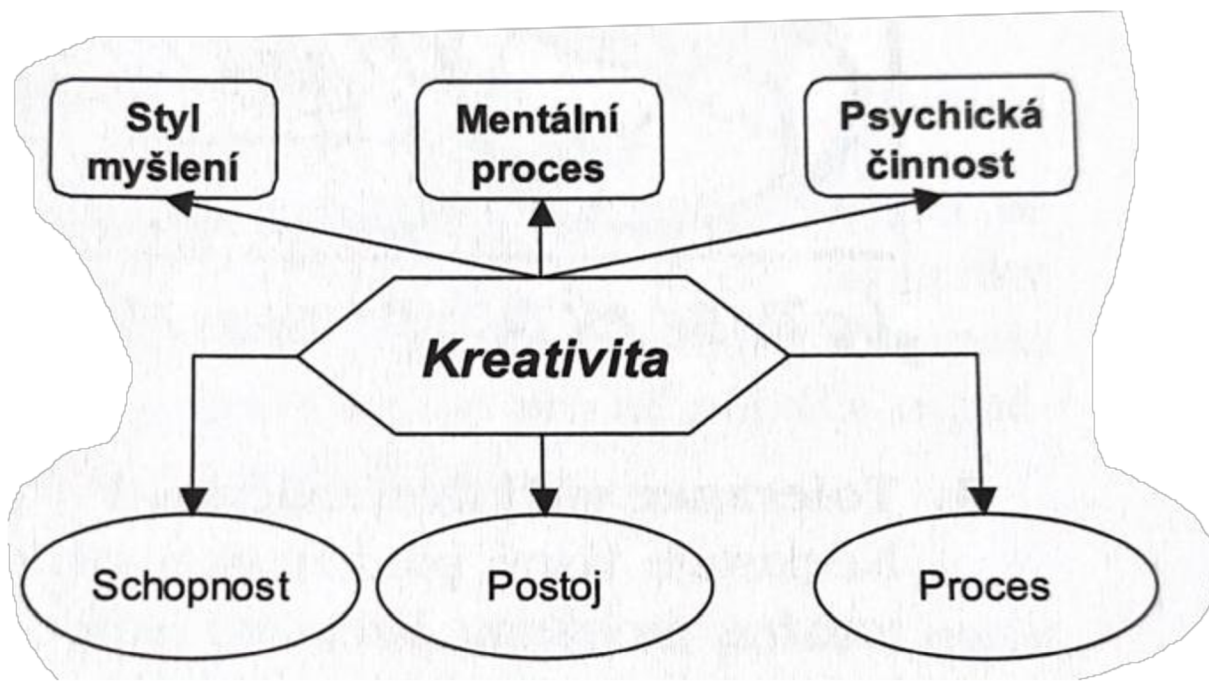 Styl
myšlení
Mentální
proces
Psychická
činnost
Kreativita
Schopnost
Postoj
Proces